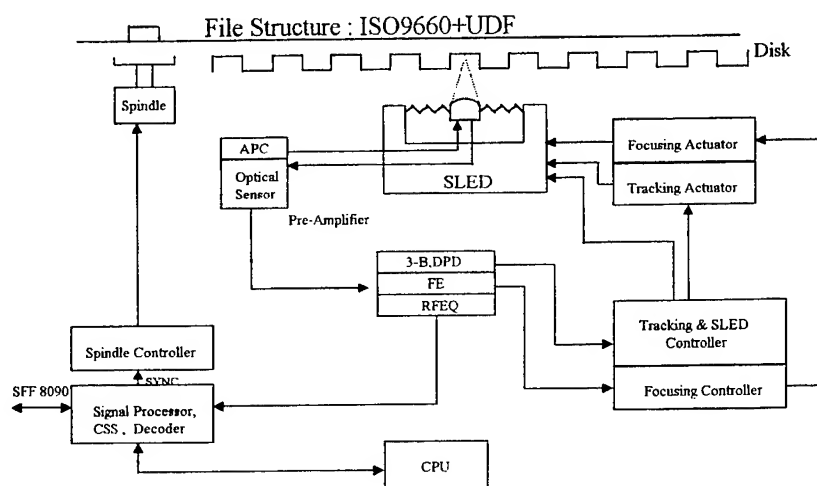 File Structure : ISO9660+UDF
Disk
Spindle
APC
Optical
Sensor
SLED
Focusing Actuator
Tracking Actuator
Pre-Amplifier
3-B,DPD
FE
RFEQ
Tracking & SLED
Controller
Focusing Controller
Spindle Controller
SYNC
SFF 8090
Signal Processor,
CSS 、Decoder
CPU